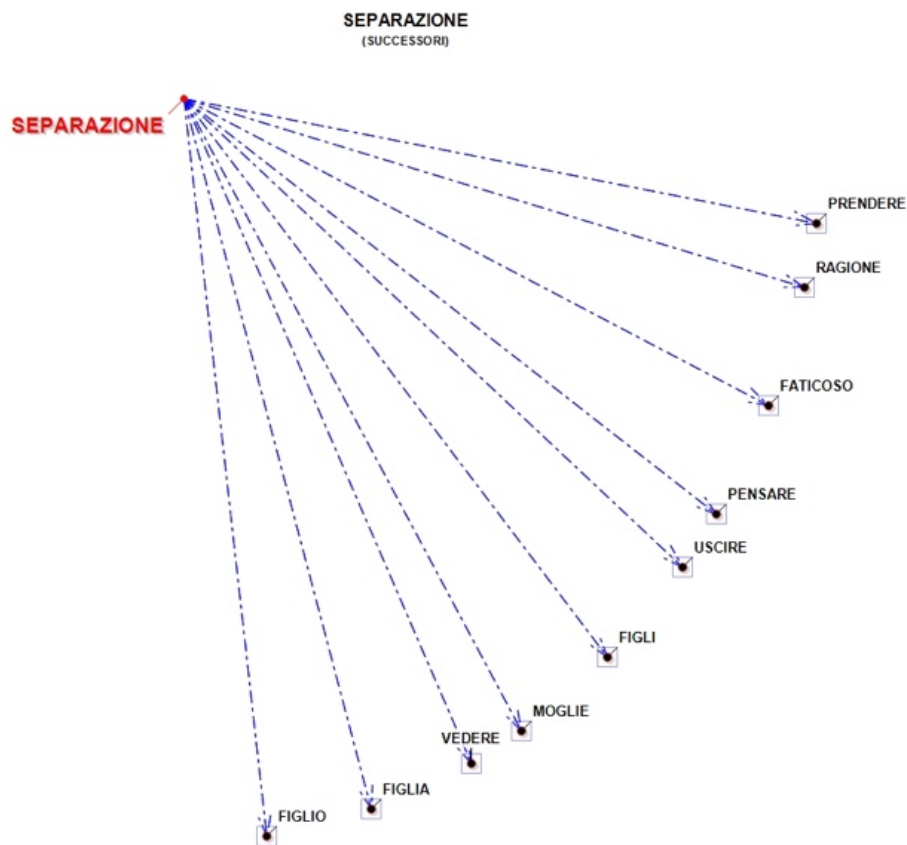 SEPARAZIONE
(SUCCESSORI)
SEPARAZIONE
PRENDERE
RAGIONE
FATICOSO
PENSARE
USCIRE
FIGLI
MOGLIE
VEDERE
FIGLIA
FIGLIO